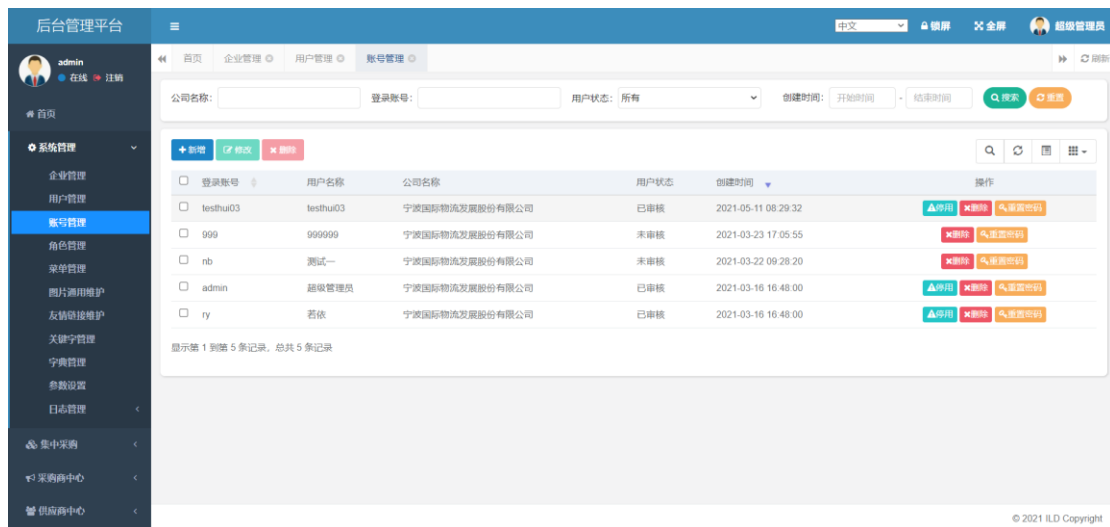 后台管理平台
中文 锁屏 全屏 超级管理员
admin
在线 注销
首页 企业管理 用户管理 账号管理 刷新
公司名称: 登录账号: 用户状态: 所有 创建时间: 开始时间 - 结束时间 搜索 重置
首页
系统管理
企业管理
用户管理
账号管理
角色管理
菜单管理
图片通用维护
友情链接维护
关键字管理
字典管理
参数设置
日志管理
集中采购
采购商中心
供应商中心
新增 修改 删除
登录账号 用户名称 公司名称 用户状态 创建时间 操作
testhui03 testhui03 宁波国际物流发展股份有限公司 已审核 2021-05-11 08:29:32 停用 删除 重置密码
999 999999 宁波国际物流发展股份有限公司 未审核 2021-03-23 17:05:55 删除 重置密码
nb 测试一 宁波国际物流发展股份有限公司 未审核 2021-03-22 09:28:20 删除 重置密码
admin 超级管理员 宁波国际物流发展股份有限公司 已审核 2021-03-16 16:48:00 停用 删除 重置密码
ry 若依 宁波国际物流发展股份有限公司 已审核 2021-03-16 16:48:00 停用 删除 重置密码
显示第 1 到第 5 条记录，总共 5 条记录
© 2021 ILD Copyright